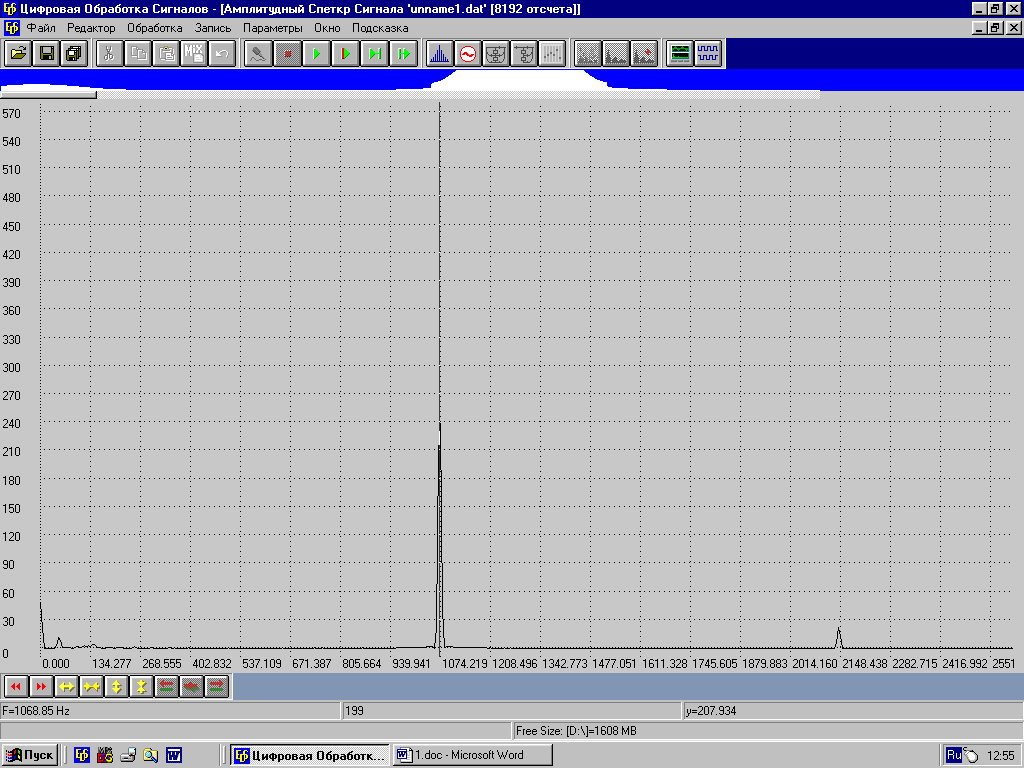 Цифровая Обработка Сигналов - [Амплитудный Спеткр Сигнала 'unname1.dat' [8192 отсчета]]
Файл Редактор Обработка Запись Параметры Окно Подсказка
MiX
570
540
510
480
450
420
390
360
330
300
270
240
210
180
150
120
90
60
30
0
0.000 134.277 268.555 402.832 537.109 671.387 805.664 939.941 1074.219 1208.496 1342.773 1477.051 1611.328 1745.605 1879.883 2014.160 2148.438 2282.715 2416.992 2551
F=1068.85 Hz 199 y=207.934
Free Size: [D:\]=1608 MB
Пуск Цифровая Обработк... 1.doc - Microsoft Word Ru 12:55